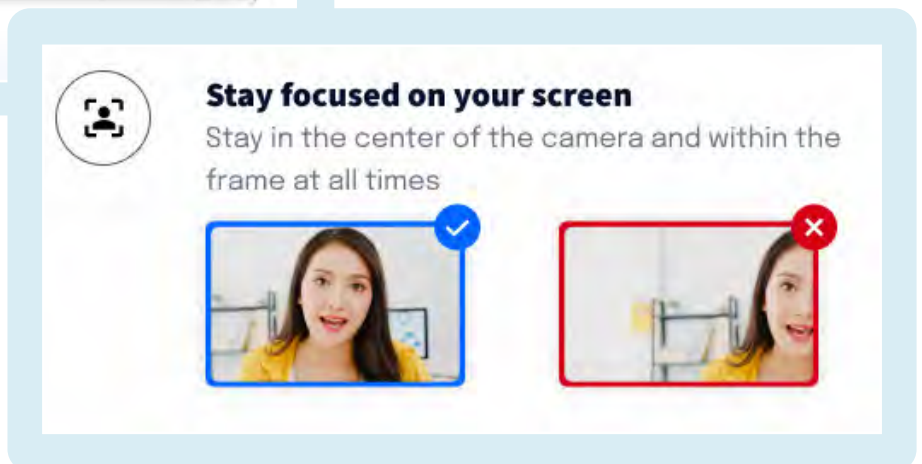 Stay focused on your screen
Stay in the center of the camera and within the
frame at all times